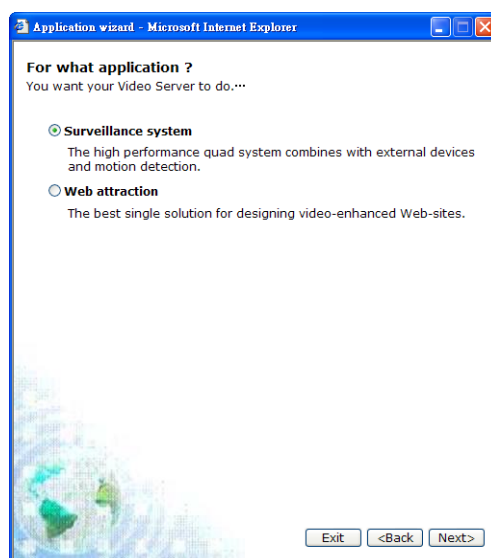 Application wizard - Microsoft Internet Explorer
For what application ?
You want your Video Server to do.···
Surveillance system
The high performance quad system combines with external devices
and motion detection.
Web attraction
The best single solution for designing video-enhanced Web-sites.
Exit <Back Next>